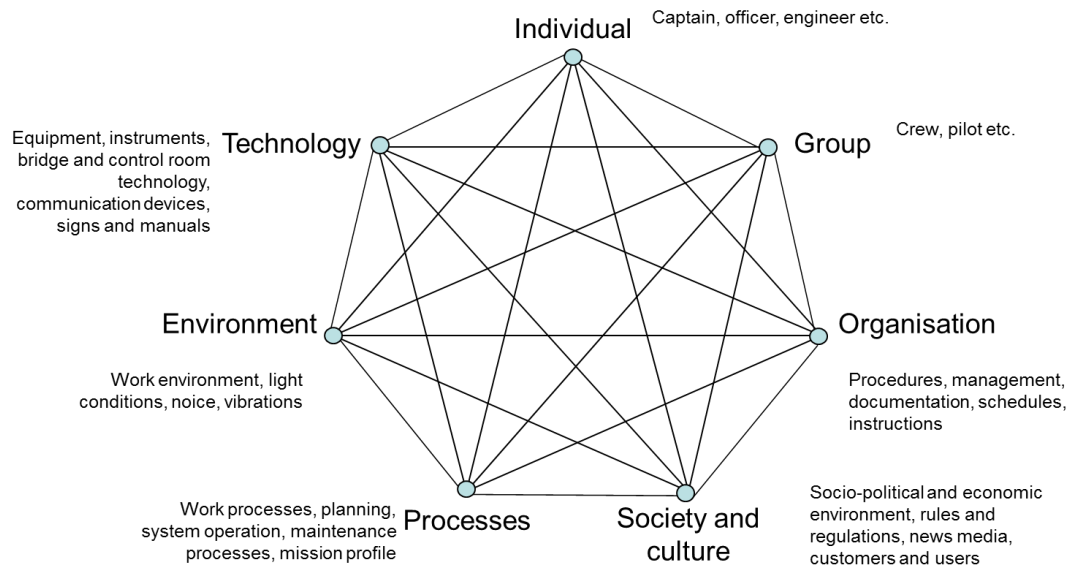 Individual
Captain, officer, engineer etc.
Technology
Equipment, instruments,
bridge and control room
technology,
communication devices,
signs and manuals
Group
Crew, pilot etc.
Environment
Work environment, light
conditions, noice, vibrations
Organisation
Procedures, management,
documentation, schedules,
instructions
Processes
Work processes, planning,
system operation, maintenance
processes, mission profile
Society and
culture
Socio-political and economic
environment, rules and
regulations, news media,
customers and users